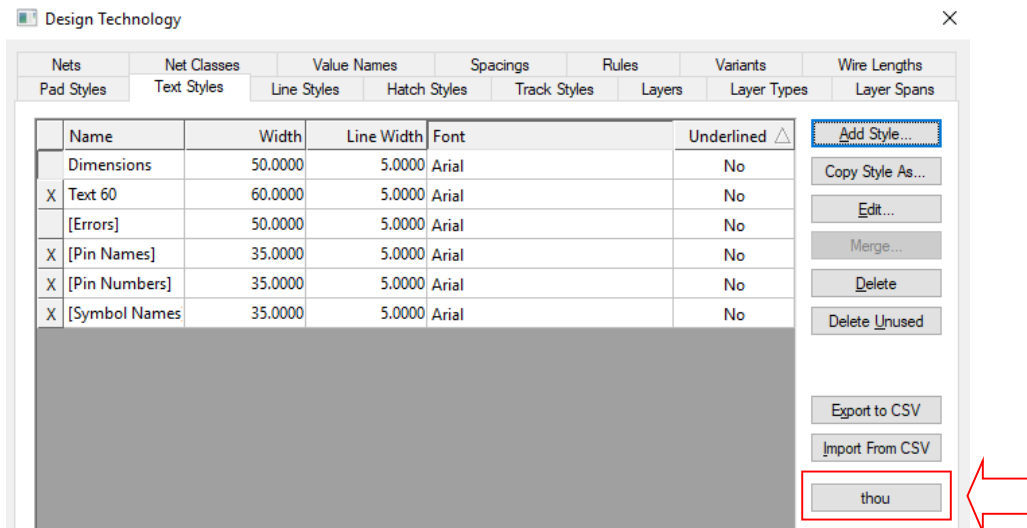 Design Technology
Nets Net Classes Value Names Spacings Rules Variants Wire Lengths
Pad Styles Text Styles Line Styles Hatch Styles Track Styles Layers Layer Types Layer Spans
Name Width Line Width Font Underlined
Dimensions 50.0000 5.0000 Arial No
X Text 60 60.0000 5.0000 Arial No
[Errors] 50.0000 5.0000 Arial No
X [Pin Names] 35.0000 5.0000 Arial No
X [Pin Numbers] 35.0000 5.0000 Arial No
X [Symbol Names 35.0000 5.0000 Arial No
Add Style...
Copy Style As...
Edit...
Merge...
Delete
Delete Unused
Export to CSV
Import From CSV
thou